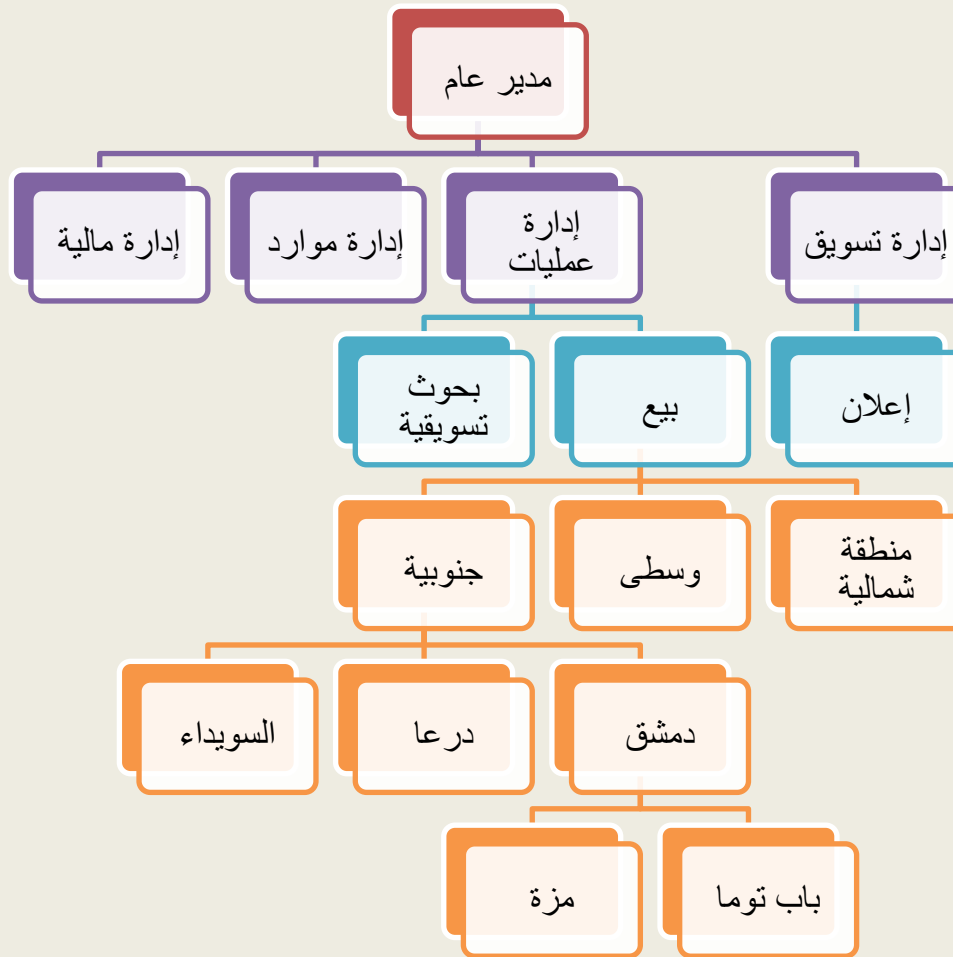 مدير عام
إدارة تسويق
إدارة
عمليات
إدارة موارد
إدارة مالية
إعلان
بيع
بحوث
تسويقية
منطقة
شمالية
وسطى
جنوبية
دمشق
درعا
السويداء
باب توما
مزة